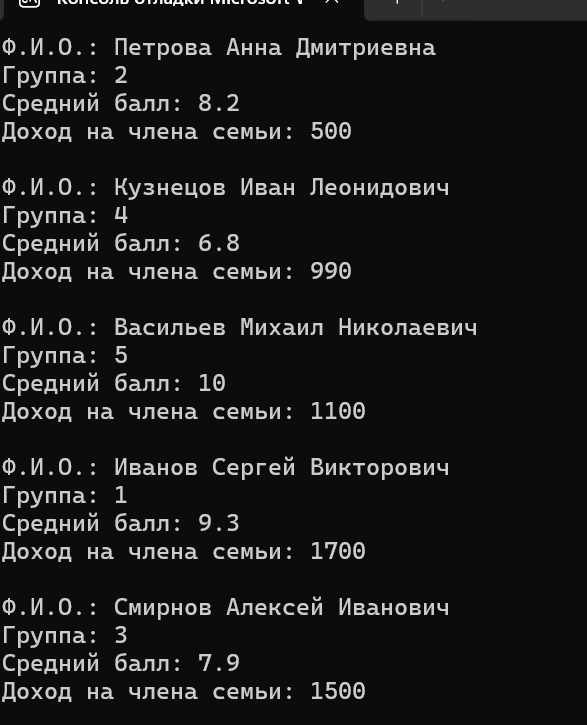 Консоль отладки Microsoft V
Ф.И.О.: Петрова Анна Дмитриевна
Группа: 2
Средний балл: 8.2
Доход на члена семьи: 500
Ф.И.О.: Кузнецов Иван Леонидович
Группа: 4
Средний балл: 6.8
Доход на члена семьи: 990
Ф.И.О.: Васильев Михаил Николаевич
Группа: 5
Средний балл: 10
Доход на члена семьи: 1100
Ф.И.О.: Иванов Сергей Викторович
Группа: 1
Средний балл: 9.3
Доход на члена семьи: 1700
Ф.И.О.: Смирнов Алексей Иванович
Группа: 3
Средний балл: 7.9
Доход на члена семьи: 1500